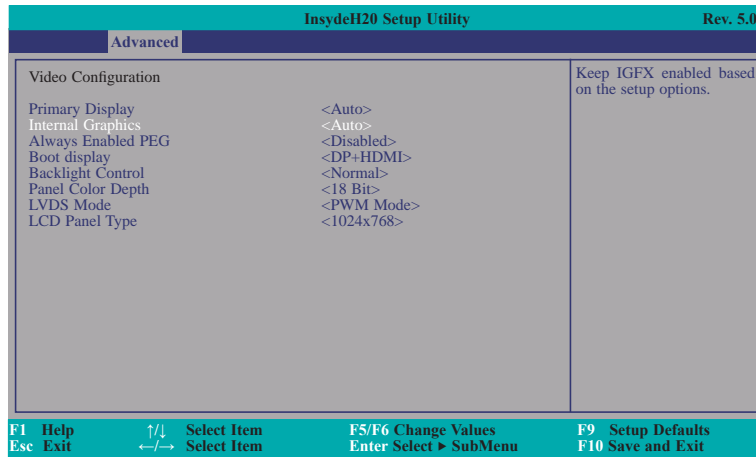 InsydeH20 Setup Utility Rev. 5.0
Advanced
Video Configuration
Primary Display <Auto>
Internal Graphics <Auto>
Always Enabled PEG <Disabled>
Boot display <DP+HDMI>
Backlight Control <Normal>
Panel Color Depth <18 Bit>
LVDS Mode <PWM Mode>
LCD Panel Type <1024x768>
Keep IGFX enabled based
on the setup options.
F1 Help ↑/↓ Select Item F5/F6 Change Values F9 Setup Defaults
Esc Exit ←/→ Select Item Enter Select ▶ SubMenu F10 Save and Exit